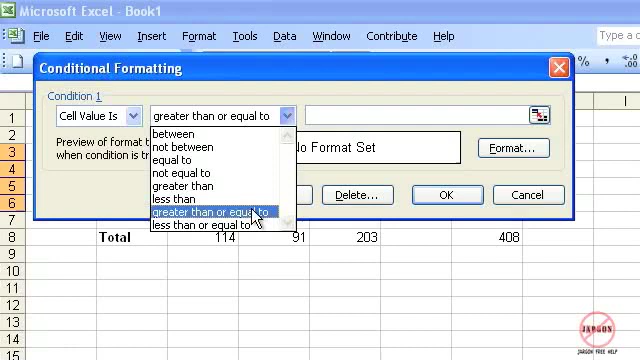 Microsoft Excel - Book1
File Edit View Insert Format Tools Data Window Contribute Help
Type a
Conditional Formatting
Condition 1
Cell Value Is
greater than or equal to
between
not between
equal to
not equal to
greater than
less than
greater than or equal to
less than or equal to
Preview of format t
when condition is tr
No Format Set
Format...
Delete...
OK
Cancel
% , .00
I
1
2
3
4
5
6
8 Total 114 91 203 408
9
10
11
12
13
14
15
JARGON
JARGON FREE HELP